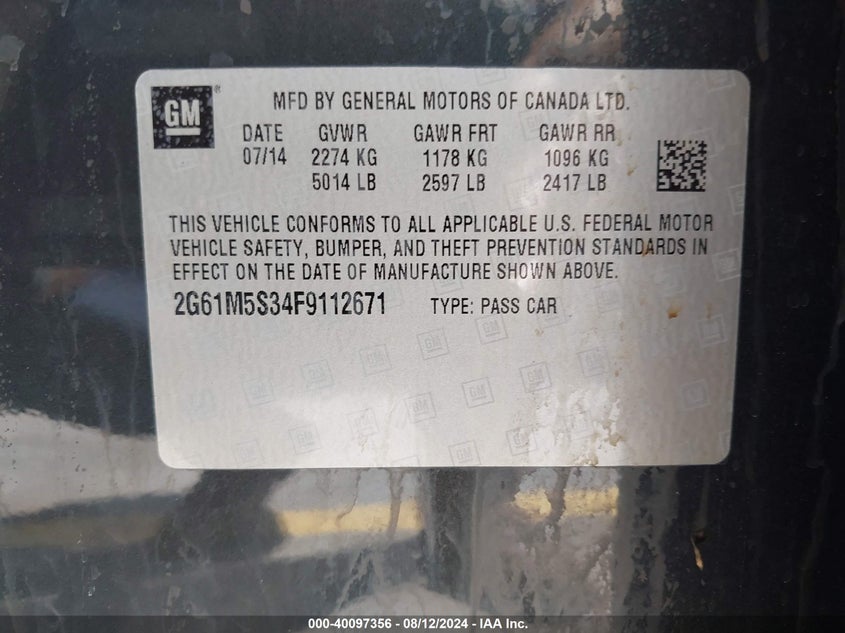 GM
MFD BY GENERAL MOTORS OF CANADA LTD.
DATE GVWR GAWR FRT GAWR RR
07/14 2274 KG 1178 KG 1096 KG
5014 LB 2597 LB 2417 LB
THIS VEHICLE CONFORMS TO ALL APPLICABLE U.S. FEDERAL MOTOR
VEHICLE SAFETY, BUMPER, AND THEFT PREVENTION STANDARDS IN
EFFECT ON THE DATE OF MANUFACTURE SHOWN ABOVE.
2G61M5S34F9112671 TYPE: PASS CAR
000-40097356 - 08/12/2024 - IAA Inc.